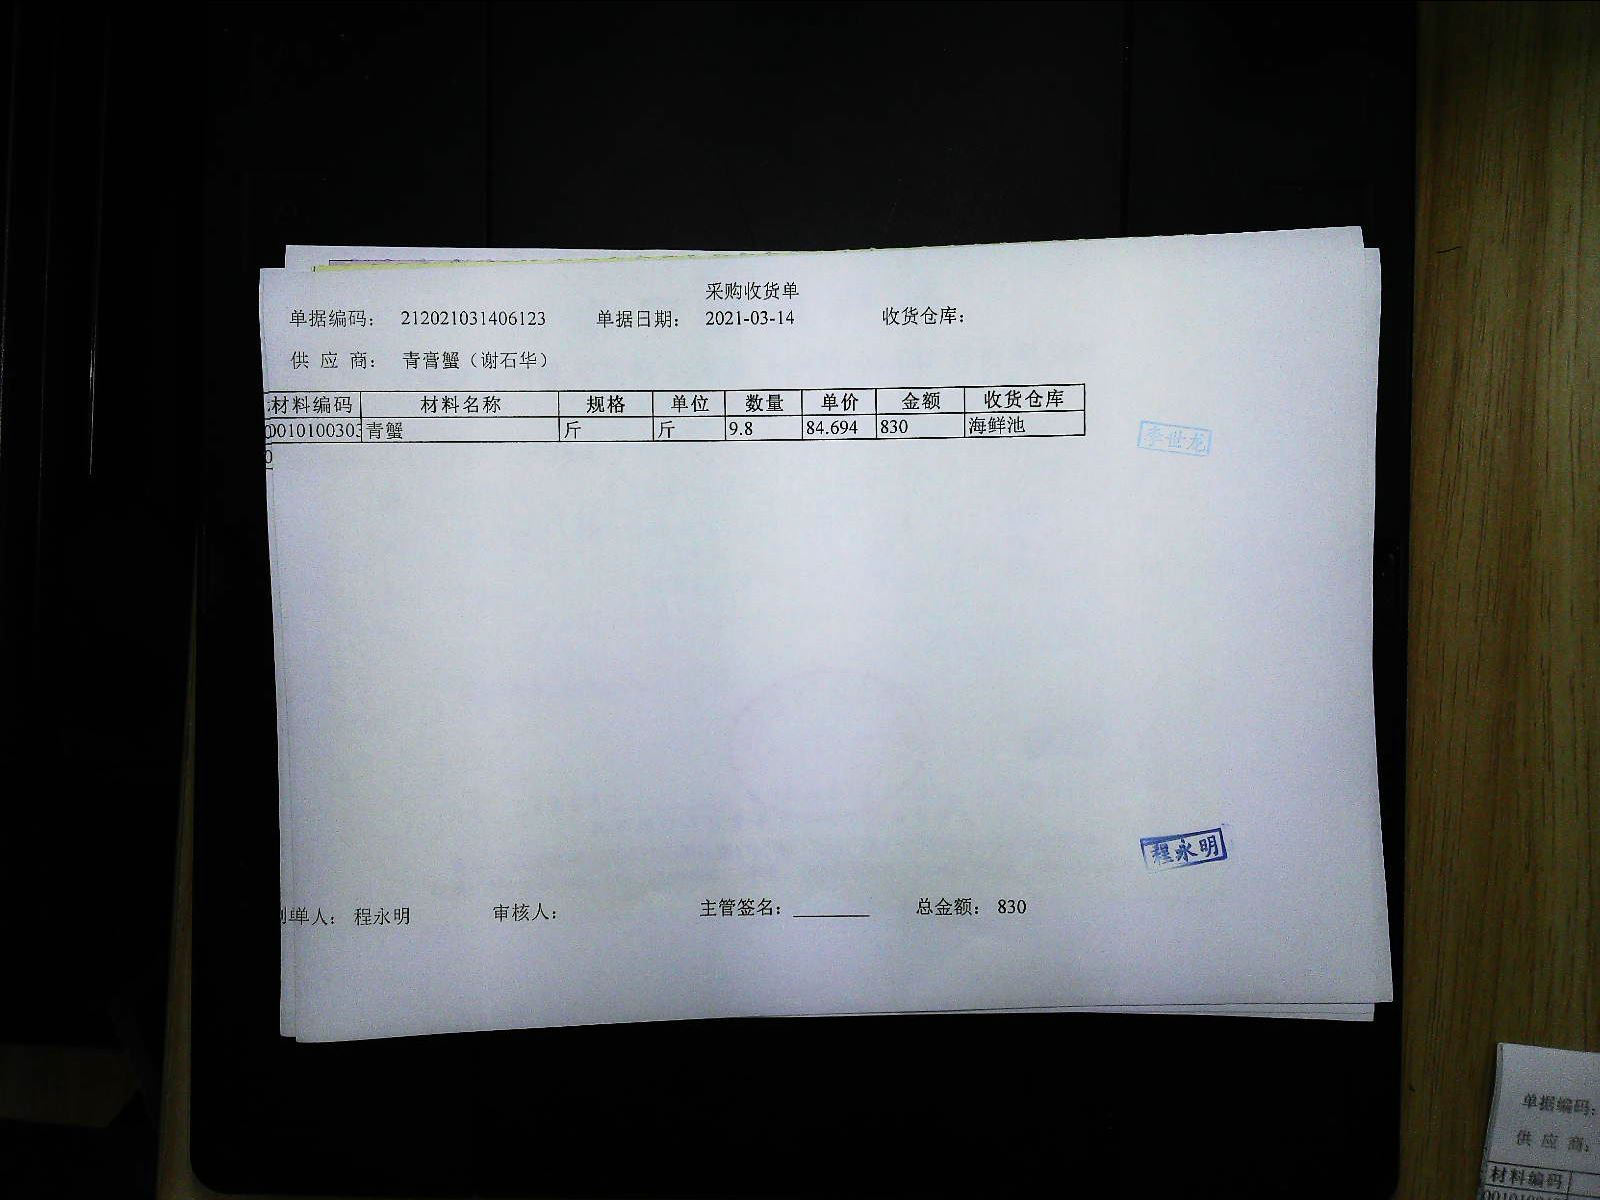 采购收货单
单据编码： 212021031406123 单据日期： 2021-03-14 收货仓库：
供 应 商： 青膏蟹（谢石华）
材料编码 材料名称 规格 单位 数量 单价 金额 收货仓库
0010100303 青蟹 斤 斤 9.8 84.694 830 海鲜池
0
李世龙
程永明
单人： 程永明 审核人： 主管签名： 总金额： 830
单据编码：
供 应 商：
材料编码